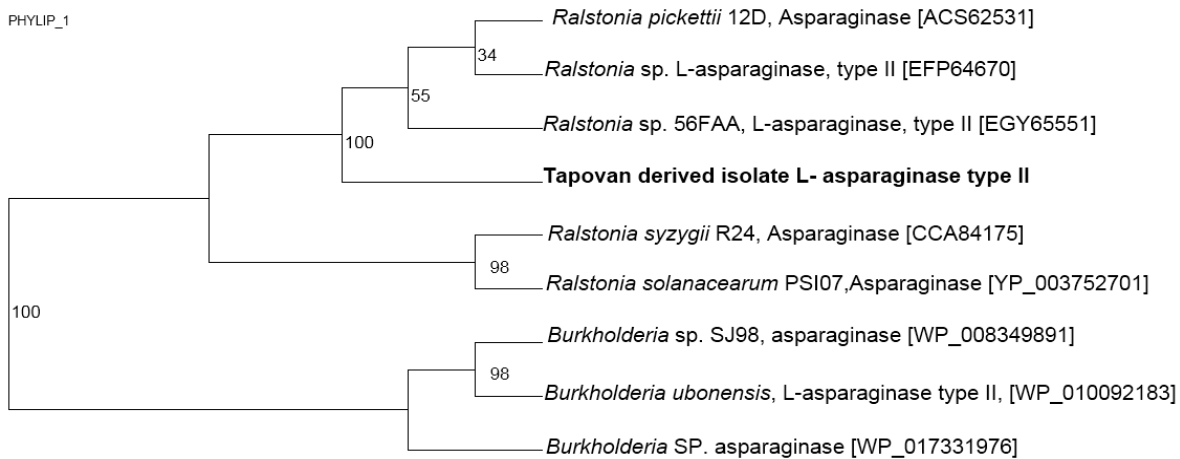 PHYLIP_1
Ralstonia pickettii 12D, Asparaginase [ACS62531]
34
Ralstonia sp. L-asparaginase, type II [EFP64670]
55
Ralstonia sp. 56FAA, L-asparaginase, type II [EGY65551]
100
Tapovan derived isolate L- asparaginase type II
Ralstonia syzygii R24, Asparaginase [CCA84175]
98
Ralstonia solanacearum PSI07,Asparaginase [YP_003752701]
100
Burkholderia sp. SJ98, asparaginase [WP_008349891]
98
Burkholderia ubonensis, L-asparaginase type II, [WP_010092183]
Burkholderia SP. asparaginase [WP_017331976]